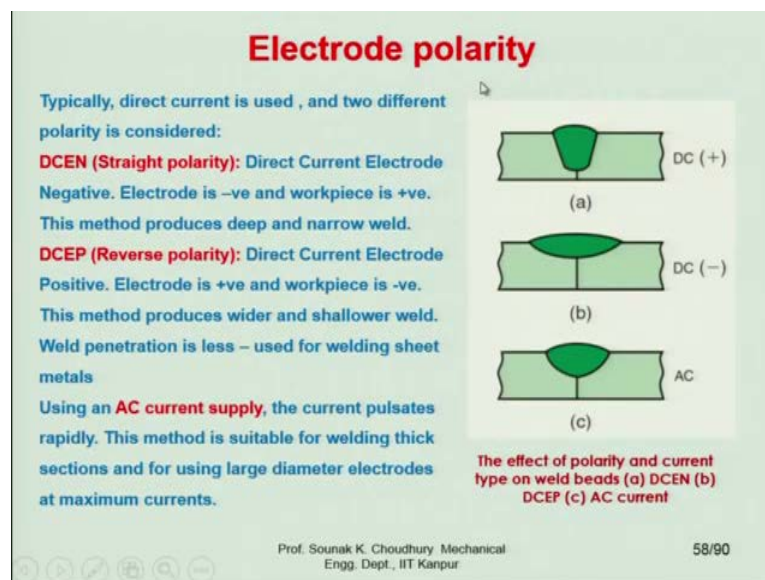 Electrode polarity
Typically, direct current is used , and two different
polarity is considered:
DCEN (Straight polarity): Direct Current Electrode
Negative. Electrode is –ve and workpiece is +ve.
This method produces deep and narrow weld.
DCEP (Reverse polarity): Direct Current Electrode
Positive. Electrode is +ve and workpiece is -ve.
This method produces wider and shallower weld.
Weld penetration is less – used for welding sheet
metals
Using an AC current supply, the current pulsates
rapidly. This method is suitable for welding thick
sections and for using large diameter electrodes
at maximum currents.
DC (+)
(a)
DC (−)
(b)
AC
(c)
The effect of polarity and current
type on weld beads (a) DCEN (b)
DCEP (c) AC current
Prof. Sounak K. Choudhury Mechanical
Engg. Dept., IIT Kanpur
58/90